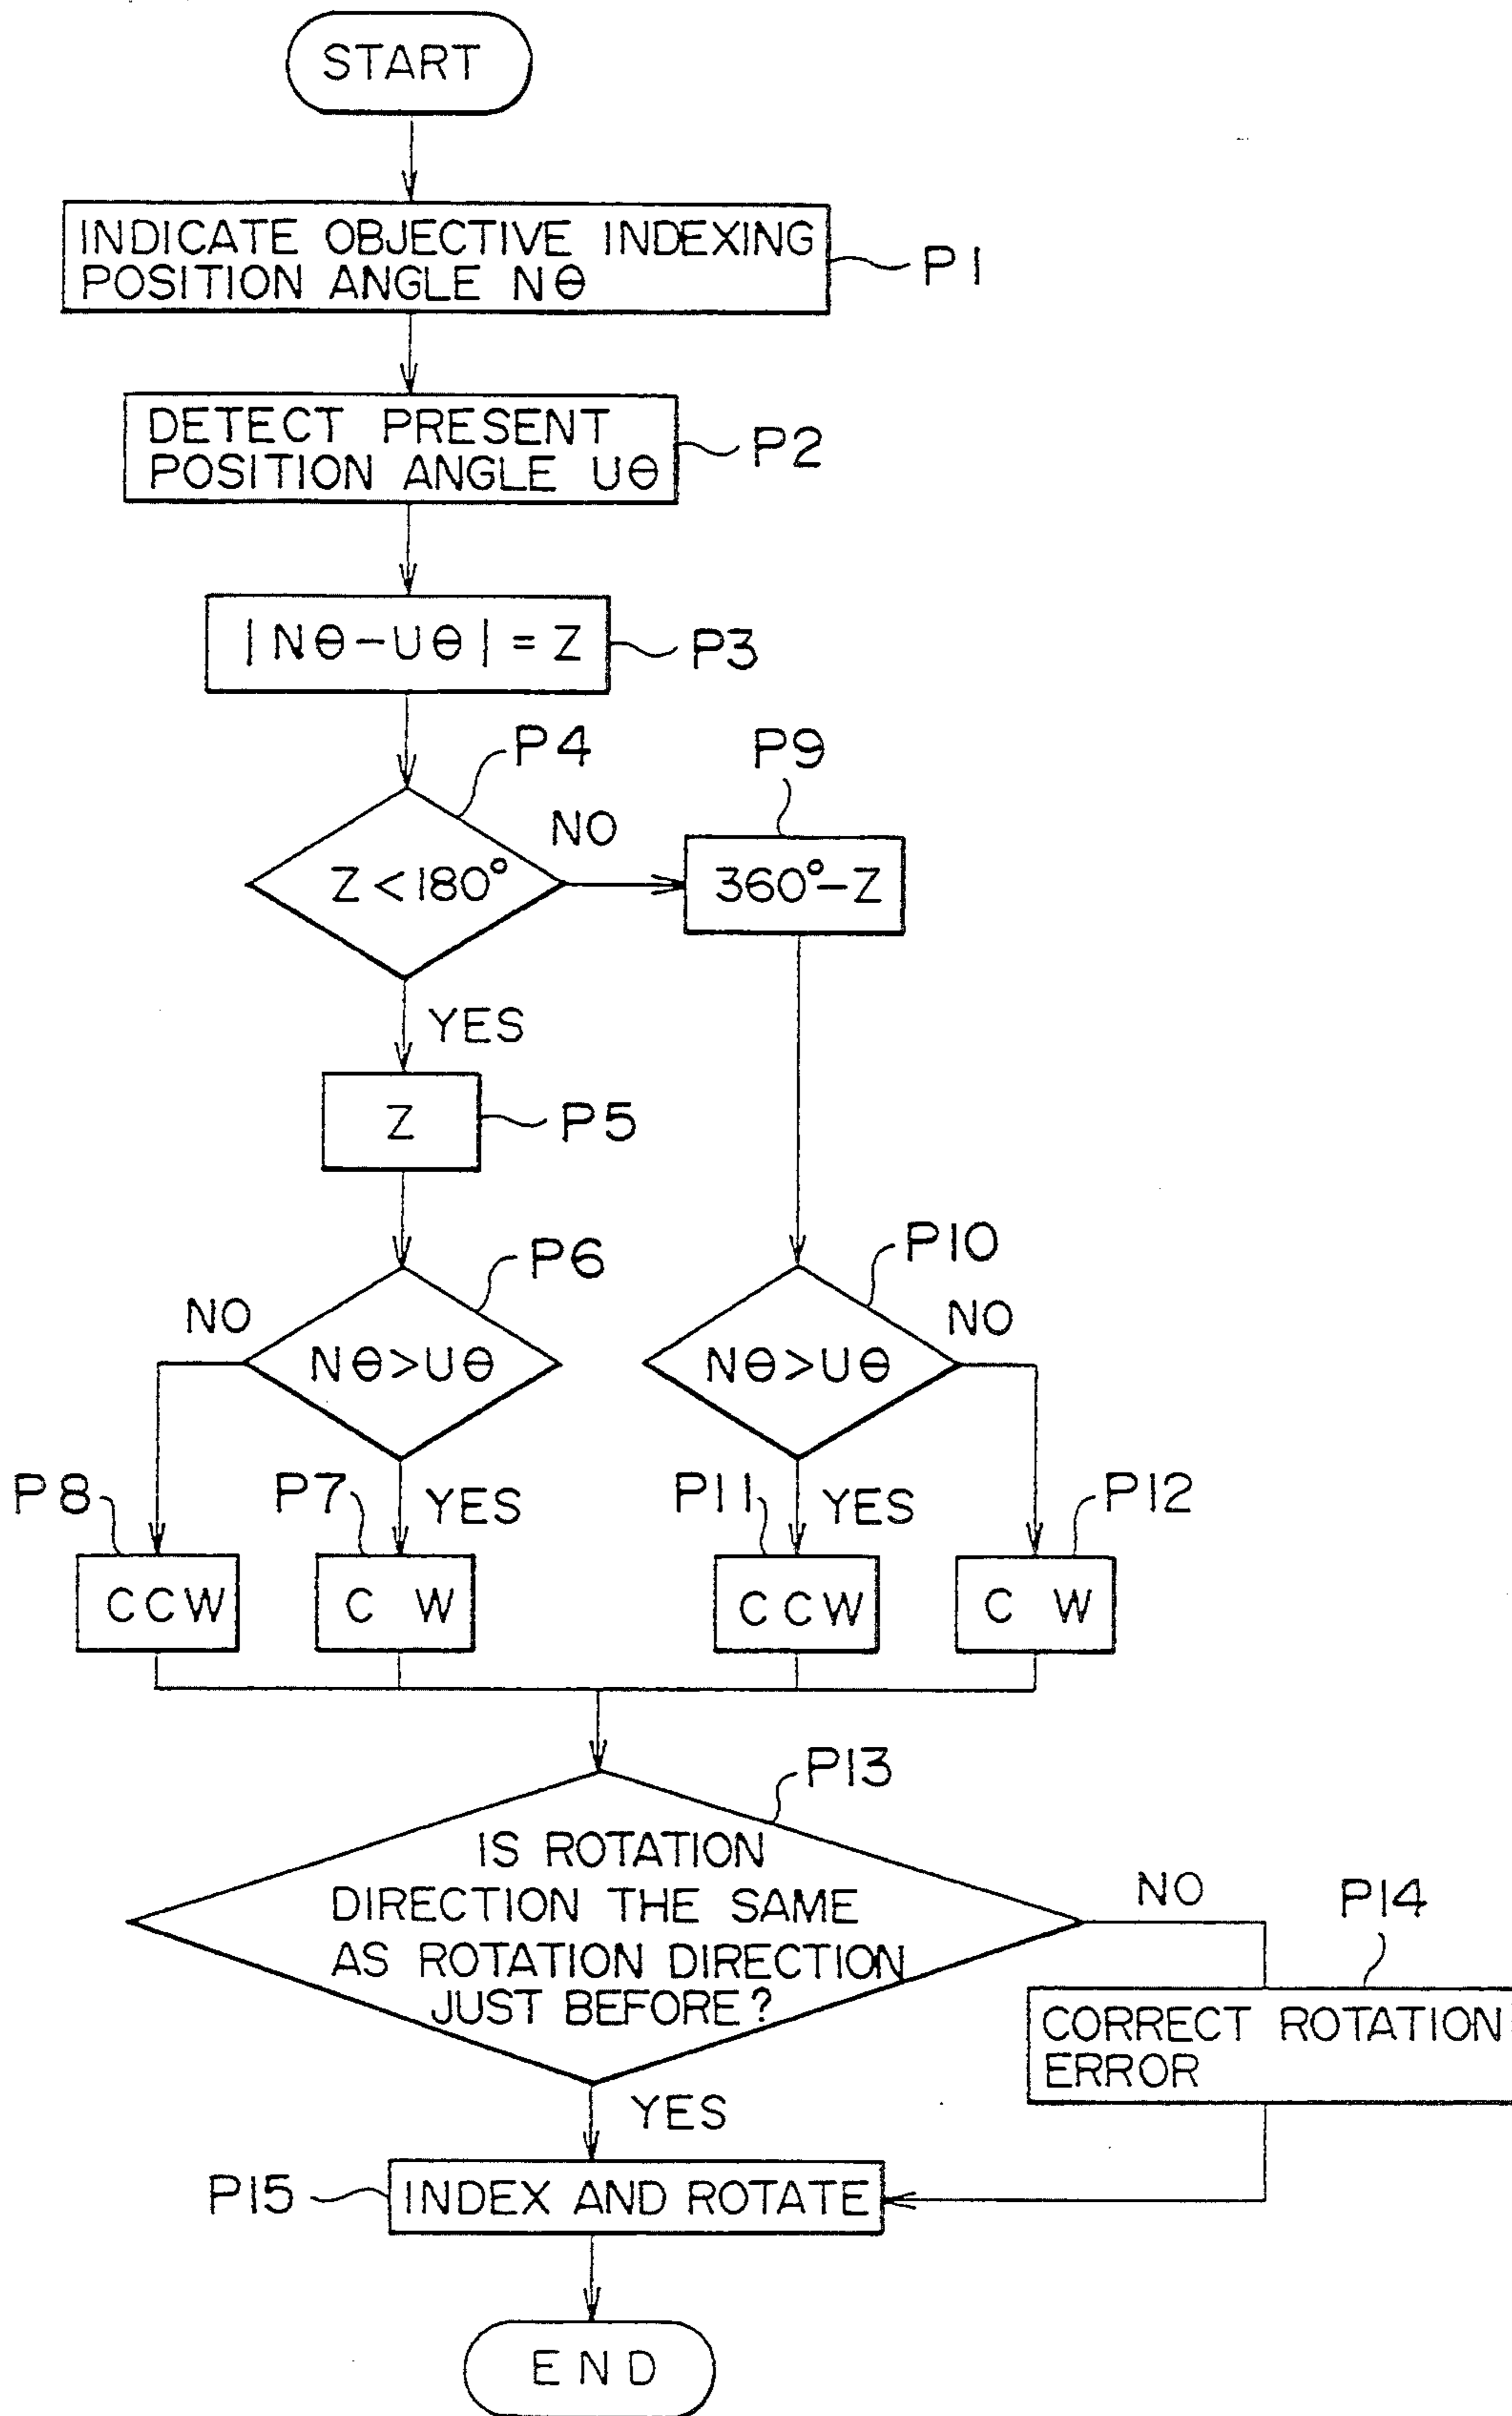 START
INDICATE OBJECTIVE INDEXING
POSITION ANGLE Nθ
P1
DETECT PRESENT
POSITION ANGLE Uθ
P2
|Nθ-Uθ|=Z
P3
P4
P9
NO
Z<180°
360°-Z
YES
Z
P5
P6
P10
NO
NO
Nθ>Uθ
Nθ>Uθ
P8
P7
YES
P11
YES
P12
CCW
C W
CCW
C W
P13
IS ROTATION
DIRECTION THE SAME
AS ROTATION DIRECTION
JUST BEFORE?
NO
P14
CORRECT ROTATION
ERROR
YES
P15
INDEX AND ROTATE
END